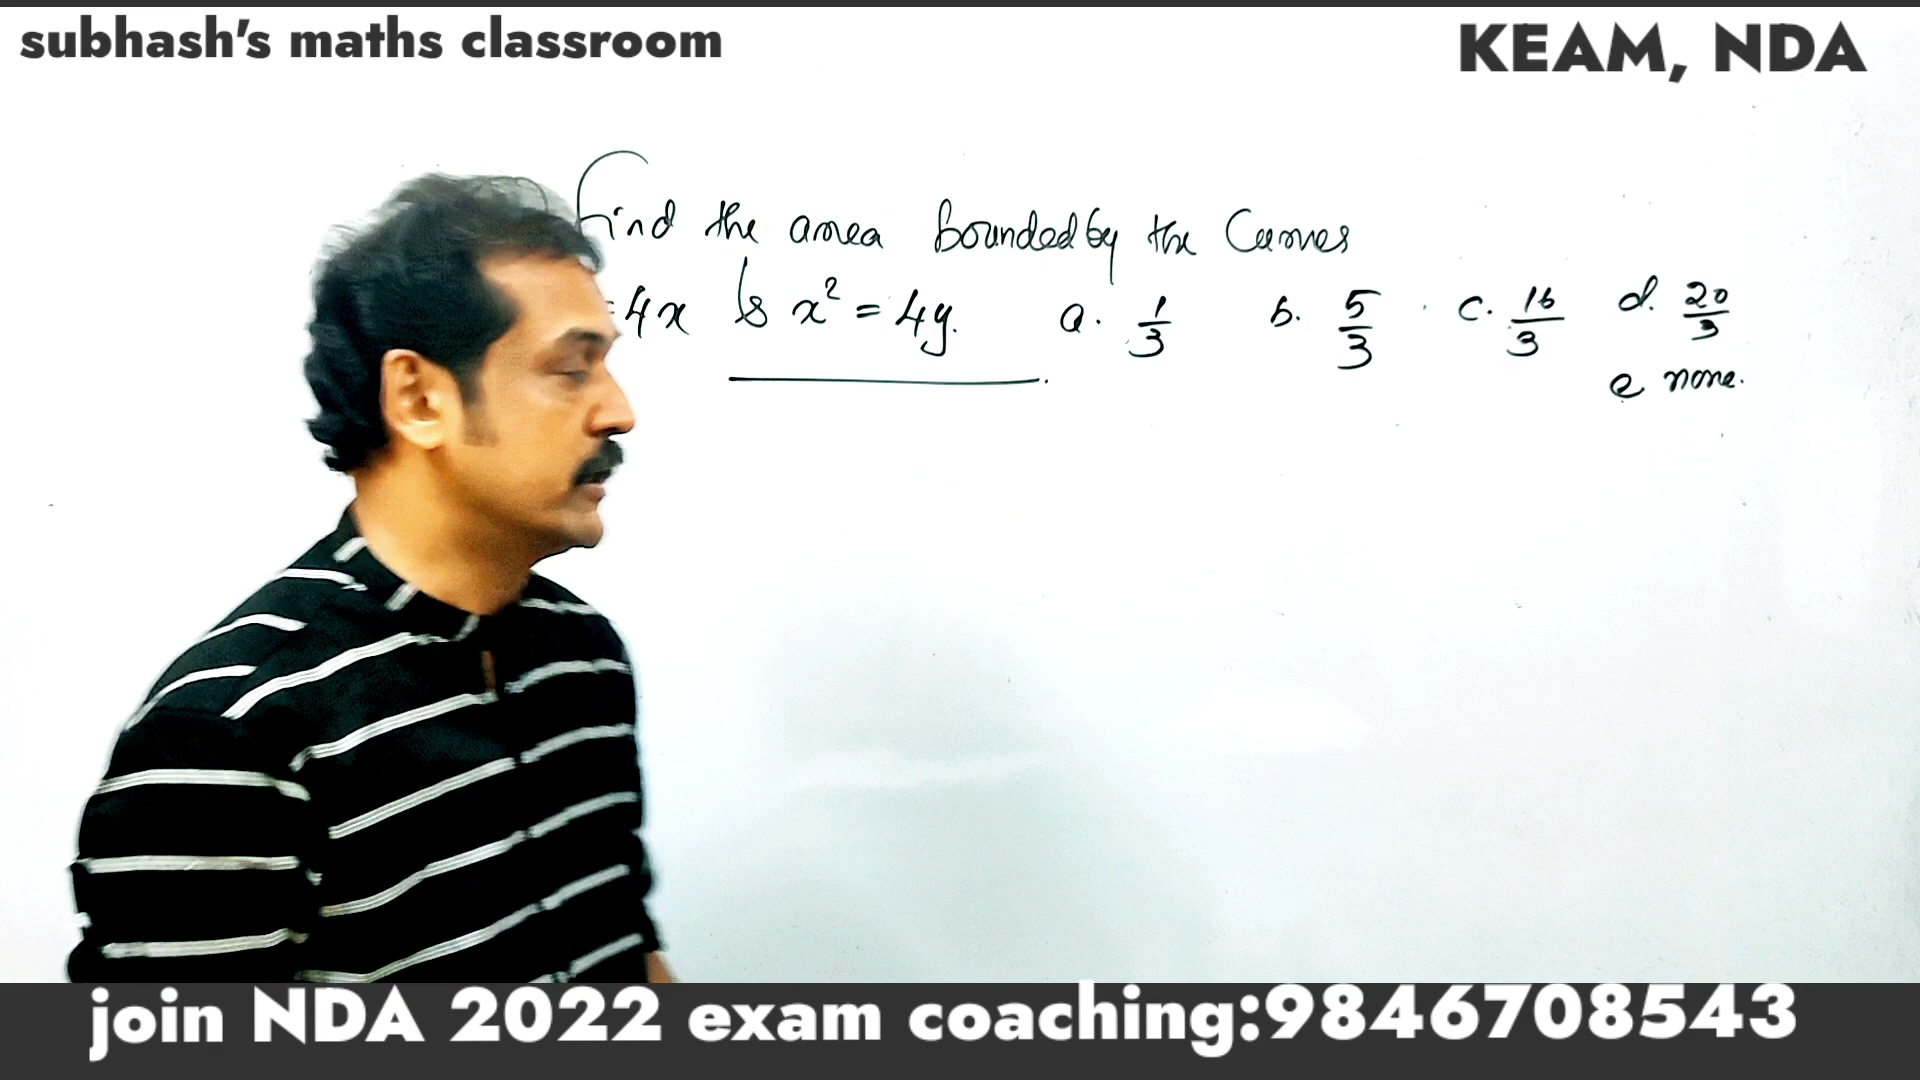 subhash's maths classroom
KEAM, NDA
Find the area bounded by the Curves
=4x & x² = 4y. a. 1/3 b. 5/3 c. 16/3 d. 20/3
e none.
join NDA 2022 exam coaching:9846708543